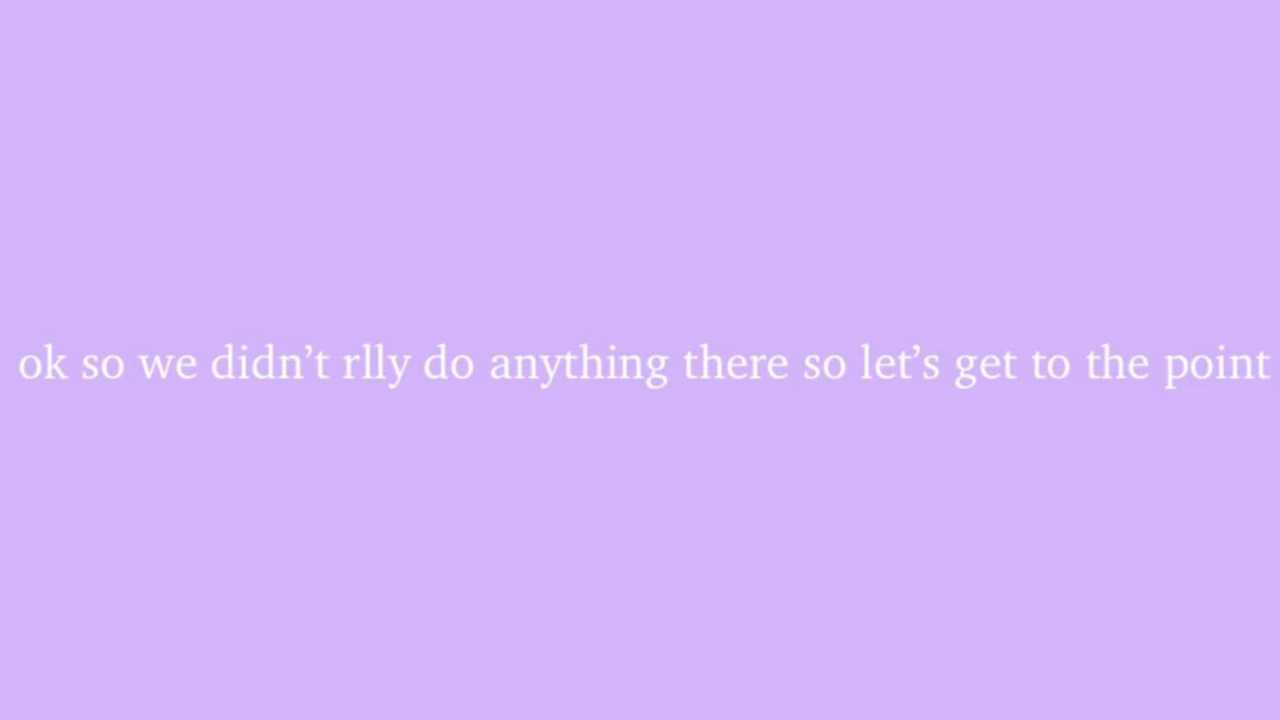 ok so we didn’t rlly do anything there so let’s get to the point